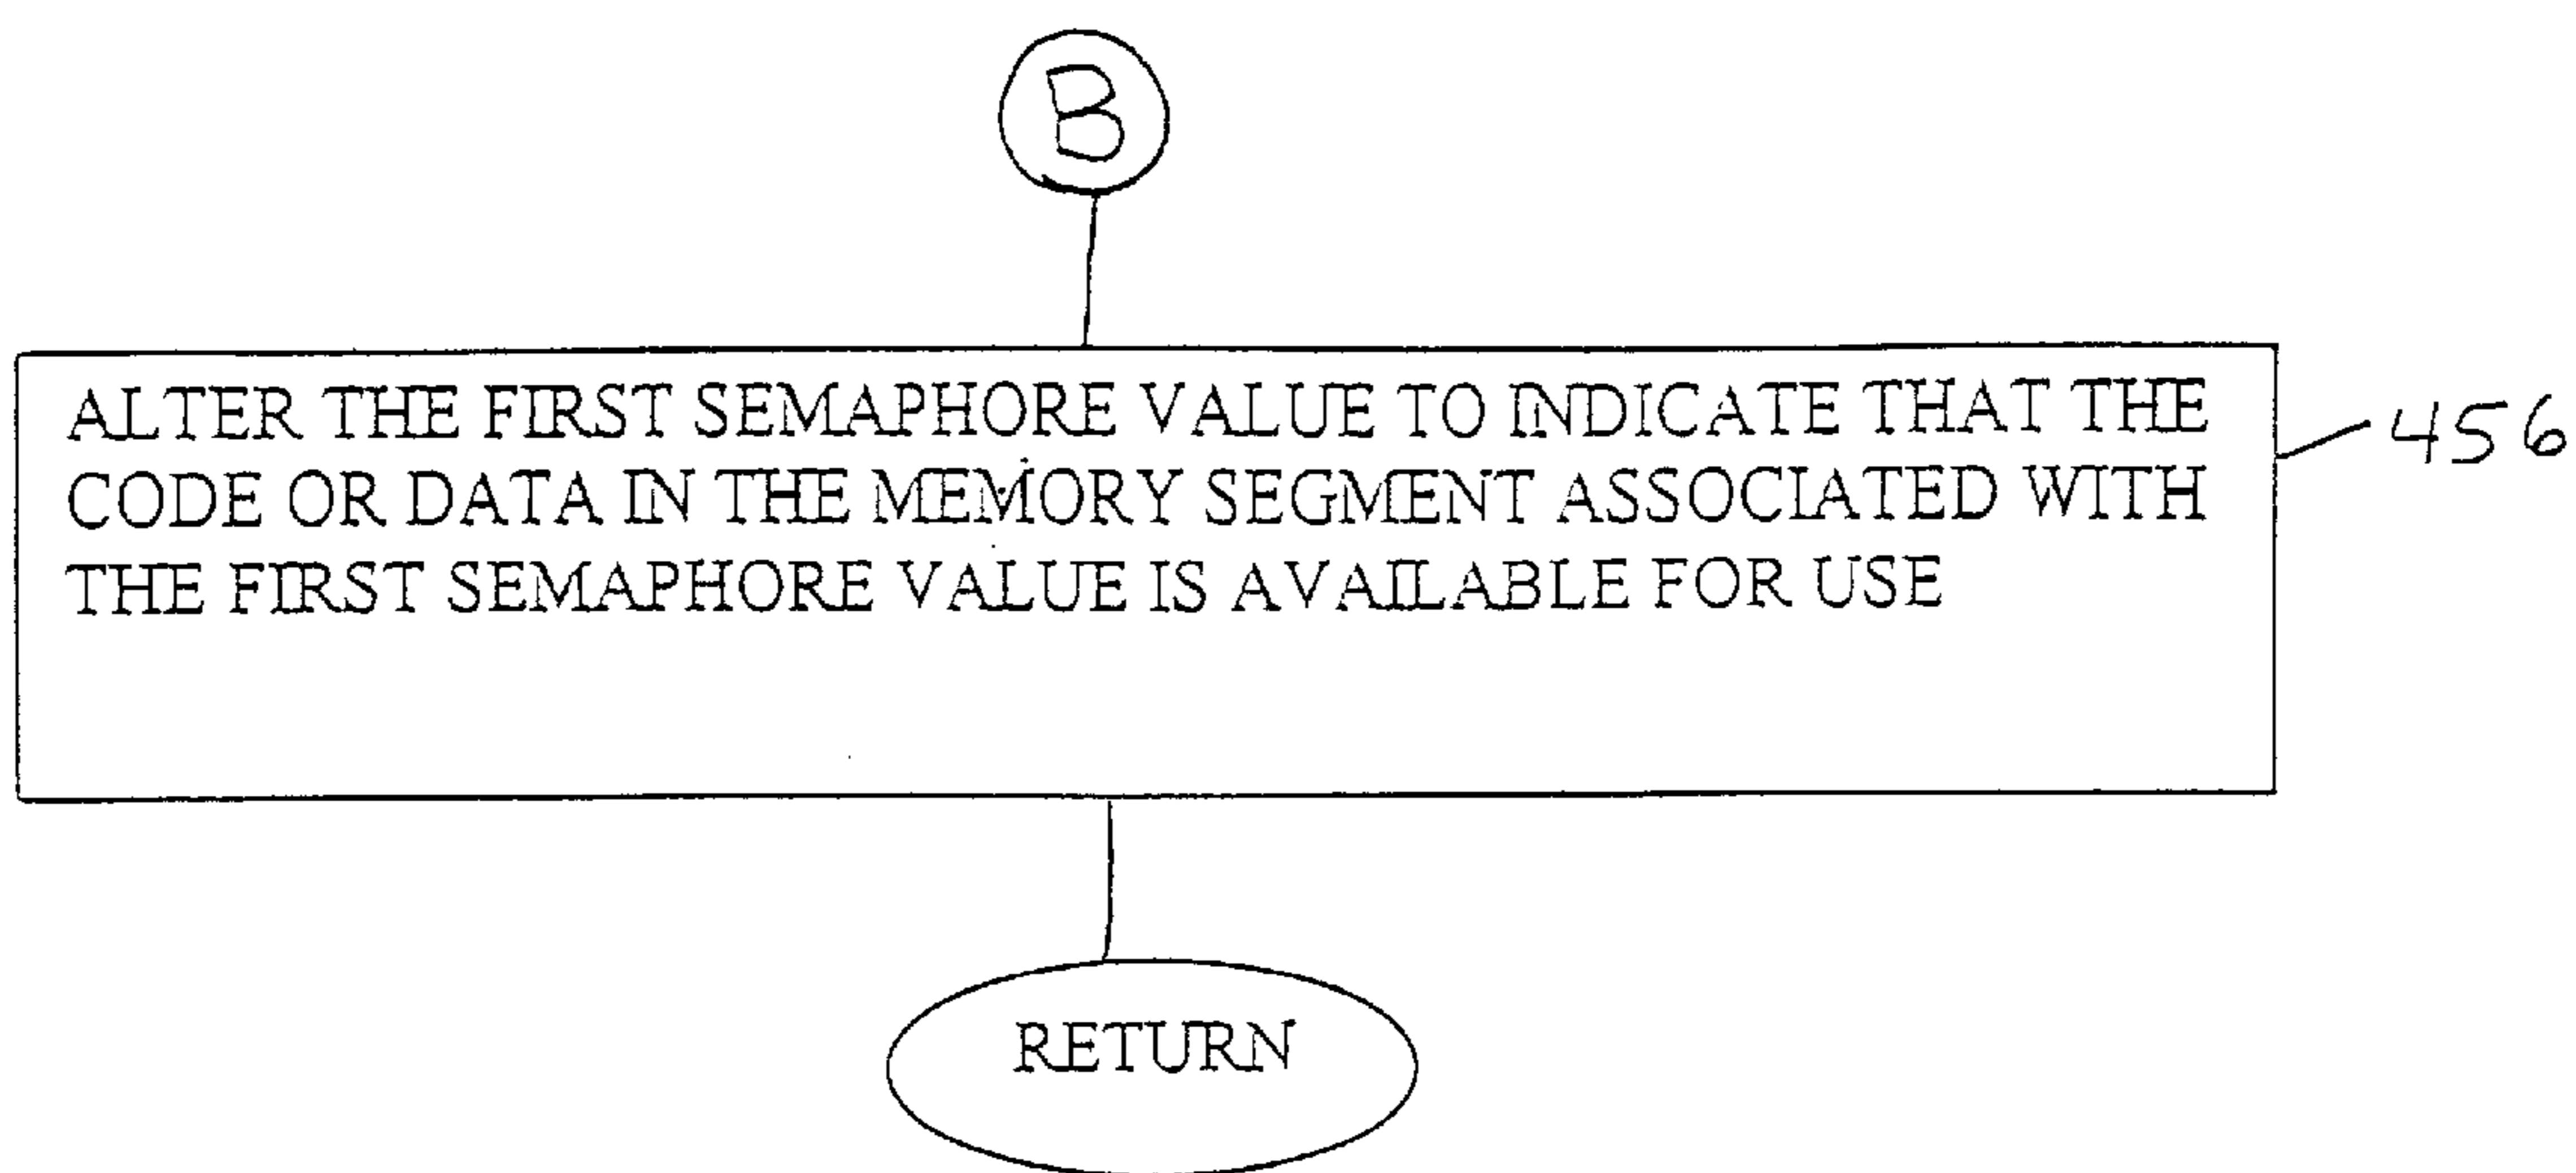 B
ALTER THE FIRST SEMAPHORE VALUE TO INDICATE THAT THE
CODE OR DATA IN THE MEMORY SEGMENT ASSOCIATED WITH
THE FIRST SEMAPHORE VALUE IS AVAILABLE FOR USE
456
RETURN